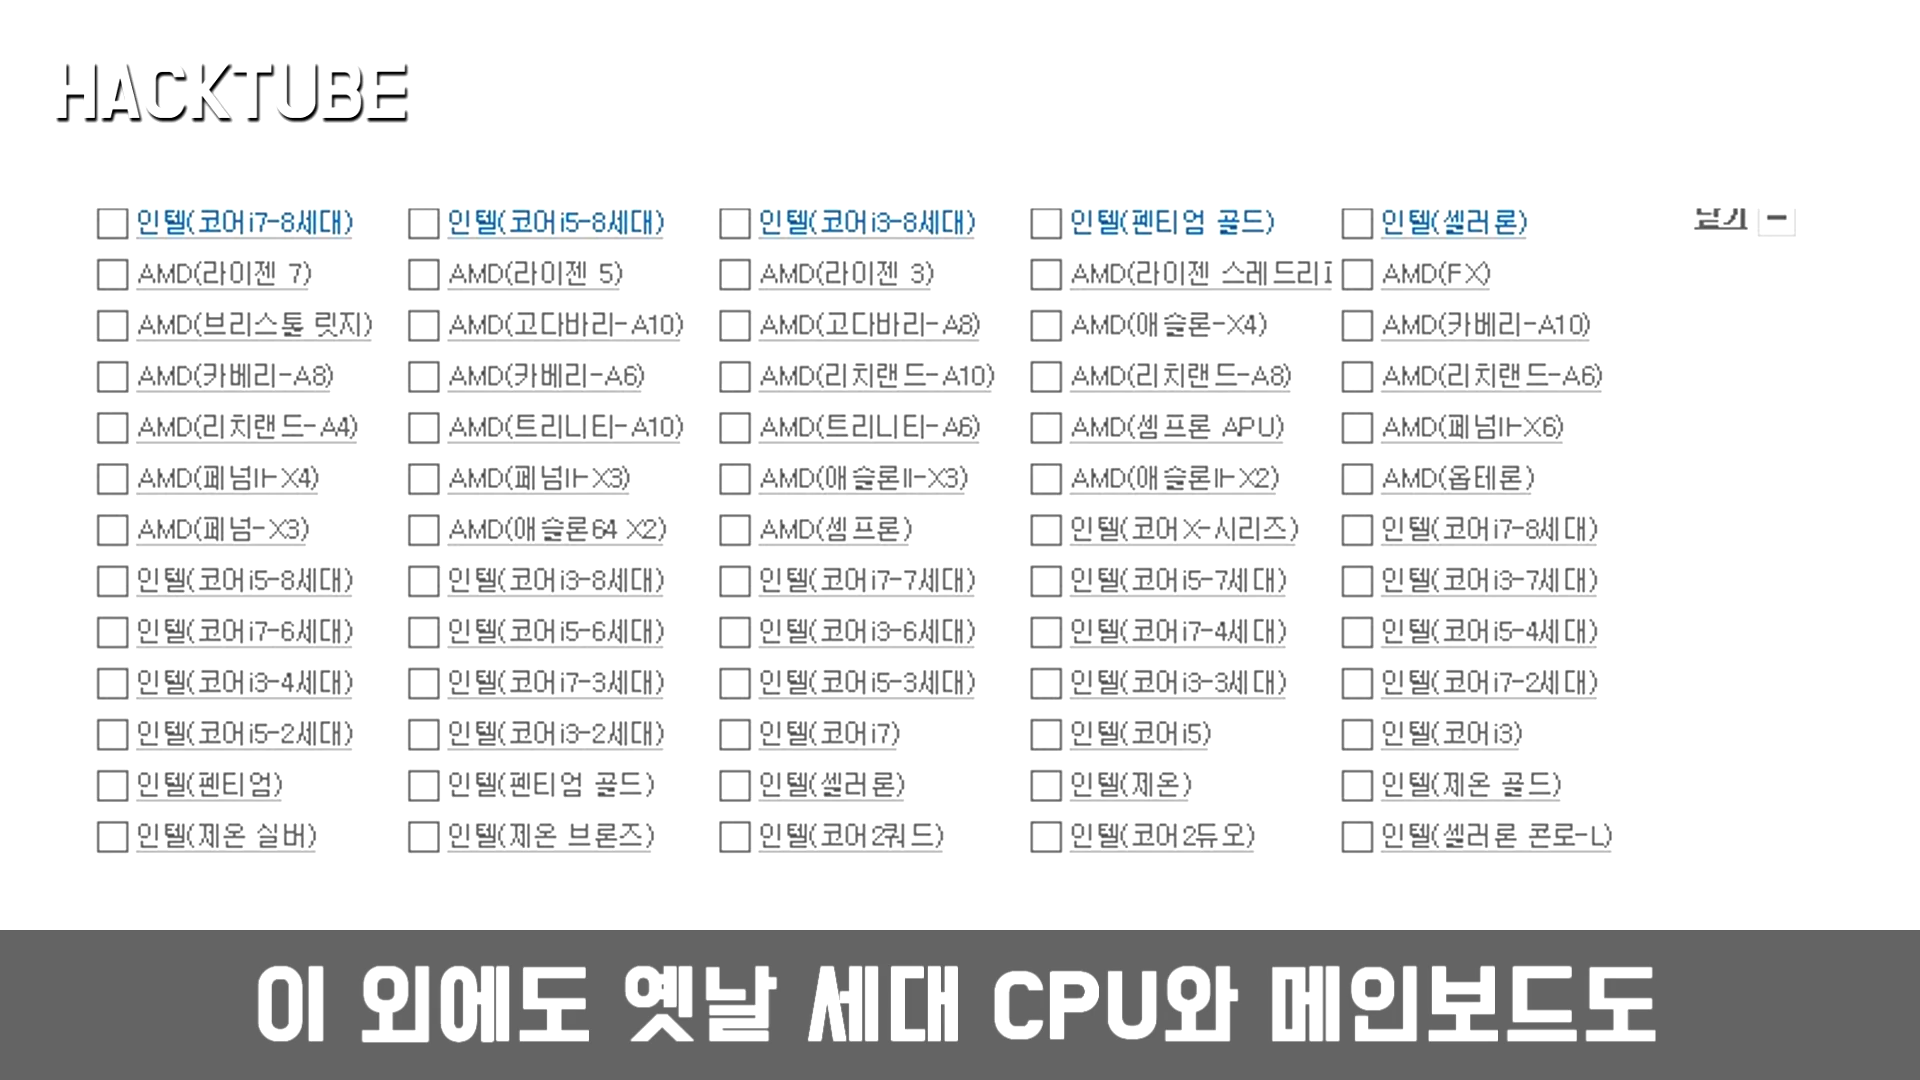 HACKTUBE
인텔(코어i7-8세대) 인텔(코어i5-8세대) 인텔(코어i3-8세대) 인텔(펜티엄 골드) 인텔(셀러론) 닫기
AMD(라이젠 7) AMD(라이젠 5) AMD(라이젠 3) AMD(라이젠 스레드리 AMD(FX)
AMD(브리스톨 릿지) AMD(고다바리-A10) AMD(고다바리-A8) AMD(애슬론-X4) AMD(카베리-A10)
AMD(카베리-A8) AMD(카베리-A6) AMD(리치랜드-A10) AMD(리치랜드-A8) AMD(리치랜드-A6)
AMD(리치랜드-A4) AMD(트리니티-A10) AMD(트리니티-A6) AMD(셈프론 APU) AMD(페넘II-X6)
AMD(페넘II-X4) AMD(페넘II-X3) AMD(애슬론II-X3) AMD(애슬론II-X2) AMD(옵테론)
AMD(페넘-X3) AMD(애슬론64 X2) AMD(셈프론) 인텔(코어X-시리즈) 인텔(코어i7-8세대)
인텔(코어i5-8세대) 인텔(코어i3-8세대) 인텔(코어i7-7세대) 인텔(코어i5-7세대) 인텔(코어i3-7세대)
인텔(코어i7-6세대) 인텔(코어i5-6세대) 인텔(코어i3-6세대) 인텔(코어i7-4세대) 인텔(코어i5-4세대)
인텔(코어i3-4세대) 인텔(코어i7-3세대) 인텔(코어i5-3세대) 인텔(코어i3-3세대) 인텔(코어i7-2세대)
인텔(코어i5-2세대) 인텔(코어i3-2세대) 인텔(코어i7) 인텔(코어i5) 인텔(코어i3)
인텔(펜티엄) 인텔(펜티엄 골드) 인텔(셀러론) 인텔(제온) 인텔(제온 골드)
인텔(제온 실버) 인텔(제온 브론즈) 인텔(코어2쿼드) 인텔(코어2듀오) 인텔(셀러론 콘로-L)
이 외에도 옛날 세대 CPU와 메인보드도